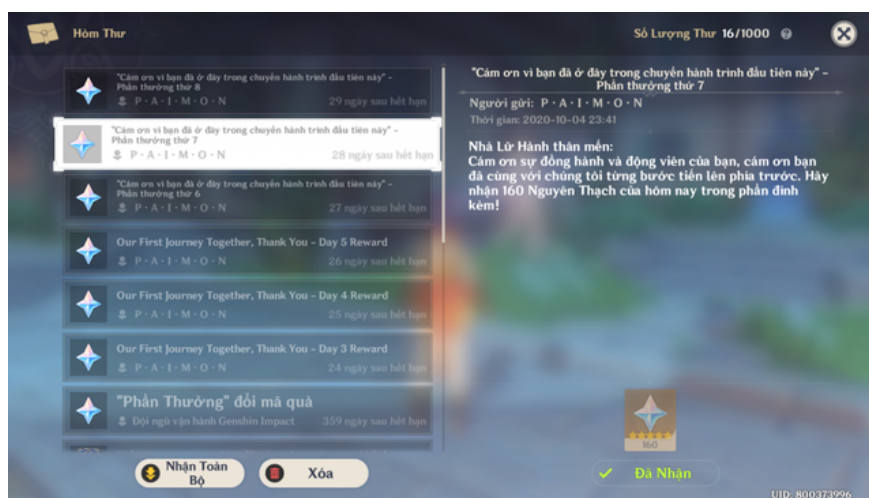 Hòm Thư
Số Lượng Thư 16/1000
"Cảm ơn vì bạn đã ở đây trong chuyến hành trình đầu tiên này" –
Phần thưởng thứ 8
P·A·I·M·O·N
29 ngày sau hết hạn
"Cảm ơn vì bạn đã ở đây trong chuyến hành trình đầu tiên này" –
Phần thưởng thứ 7
P·A·I·M·O·N
28 ngày sau hết hạn
"Cảm ơn vì bạn đã ở đây trong chuyến hành trình đầu tiên này" –
Phần thưởng thứ 6
P·A·I·M·O·N
27 ngày sau hết hạn
Our First Journey Together, Thank You – Day 5 Reward
P·A·I·M·O·N
26 ngày sau hết hạn
Our First Journey Together, Thank You – Day 4 Reward
P·A·I·M·O·N
25 ngày sau hết hạn
Our First Journey Together, Thank You – Day 3 Reward
P·A·I·M·O·N
24 ngày sau hết hạn
"Phần Thưởng" đổi mã quà
Đội ngũ vận hành Genshin Impact
359 ngày sau hết hạn
Nhận Toàn
Bộ
Xóa
"Cảm ơn vì bạn đã ở đây trong chuyến hành trình đầu tiên này" –
Phần thưởng thứ 7
Người gửi: P·A·I·M·O·N
Thời gian: 2020-10-04 23:41
Nhà Lữ Hành thân mến:
Cảm ơn sự đồng hành và động viên của bạn, cảm ơn bạn
đã cùng với chúng tôi từng bước tiến lên phía trước. Hãy
nhận 160 Nguyên Thạch của hôm nay trong phần đính
kèm!
160
Đã Nhận
UID: 800373996